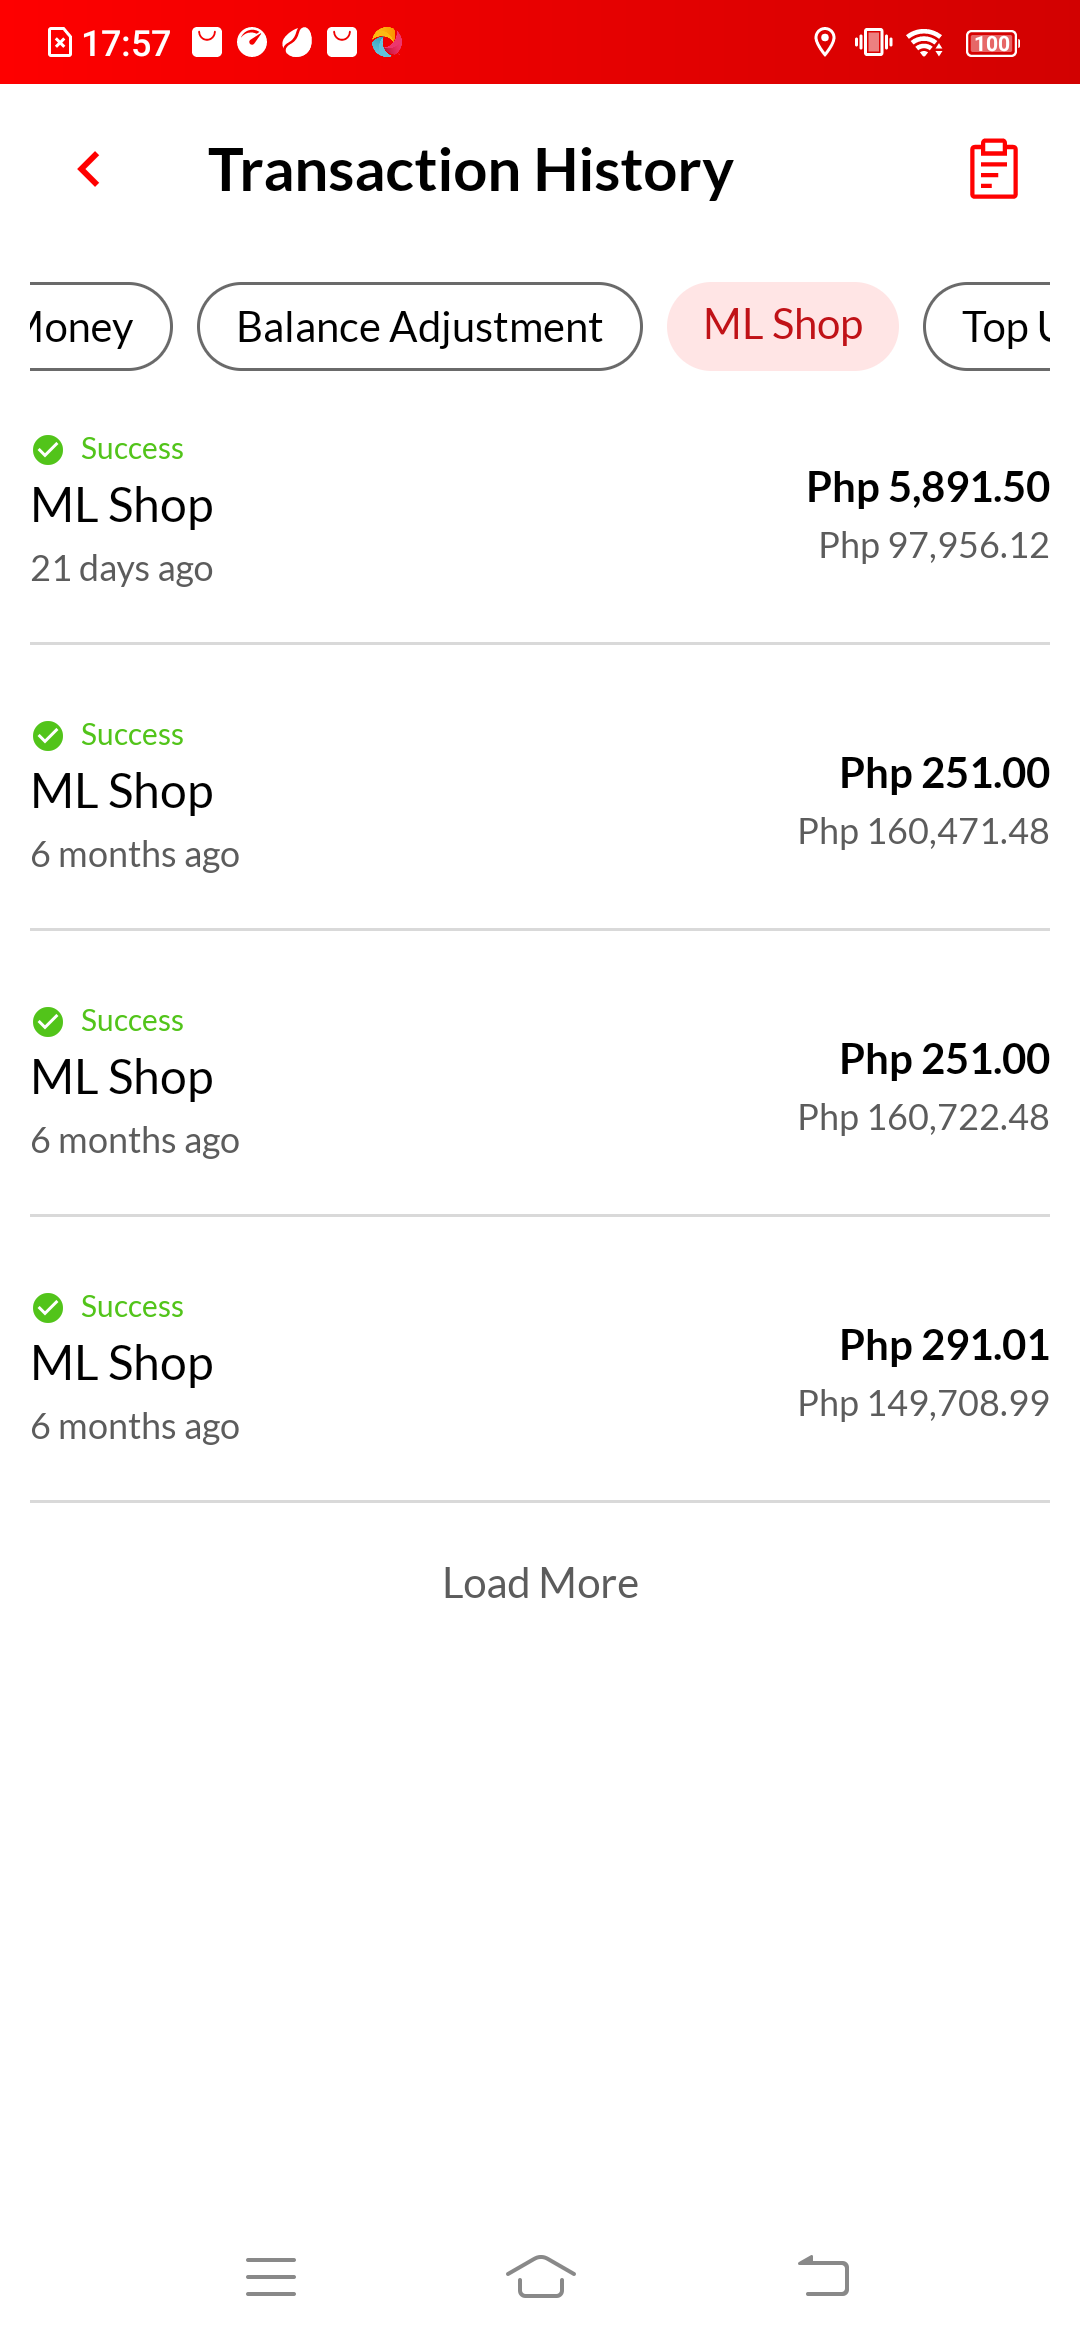 17:57
100
Transaction History
Money
Balance Adjustment
ML Shop
Top U
Success
ML Shop
21 days ago
Php 5,891.50
Php 97,956.12
Success
ML Shop
6 months ago
Php 251.00
Php 160,471.48
Success
ML Shop
6 months ago
Php 251.00
Php 160,722.48
Success
ML Shop
6 months ago
Php 291.01
Php 149,708.99
Load More